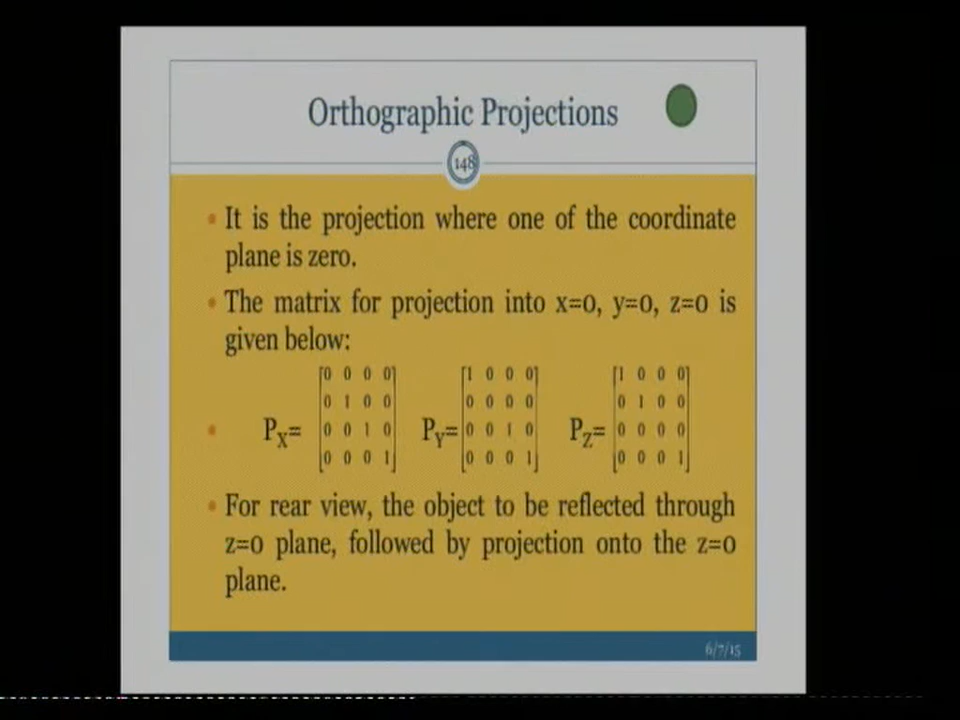 Orthographic Projections
148
• It is the projection where one of the coordinate
plane is zero.
• The matrix for projection into x=0, y=0, z=0 is
given below:
[0 0 0 0] [1 0 0 0] [1 0 0 0]
[0 1 0 0] [0 0 0 0] [0 1 0 0]
• PX= [0 0 1 0] PY= [0 0 1 0] PZ= [0 0 0 0]
[0 0 0 1] [0 0 0 1] [0 0 0 1]
• For rear view, the object to be reflected through
z=0 plane, followed by projection onto the z=0
plane.
6/7/15